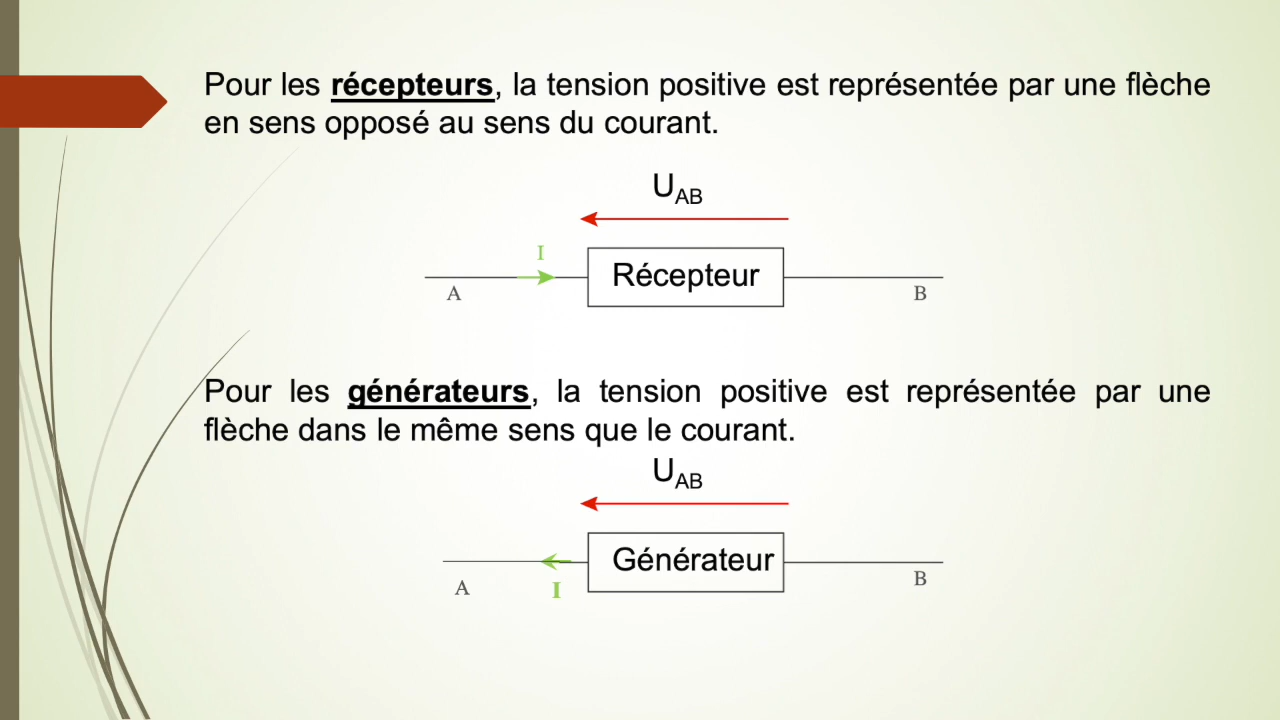 Pour les récepteurs, la tension positive est représentée par une flèche
en sens opposé au sens du courant.
U_AB
I
Récepteur
A
B
Pour les générateurs, la tension positive est représentée par une
flèche dans le même sens que le courant.
U_AB
Générateur
A
I
B